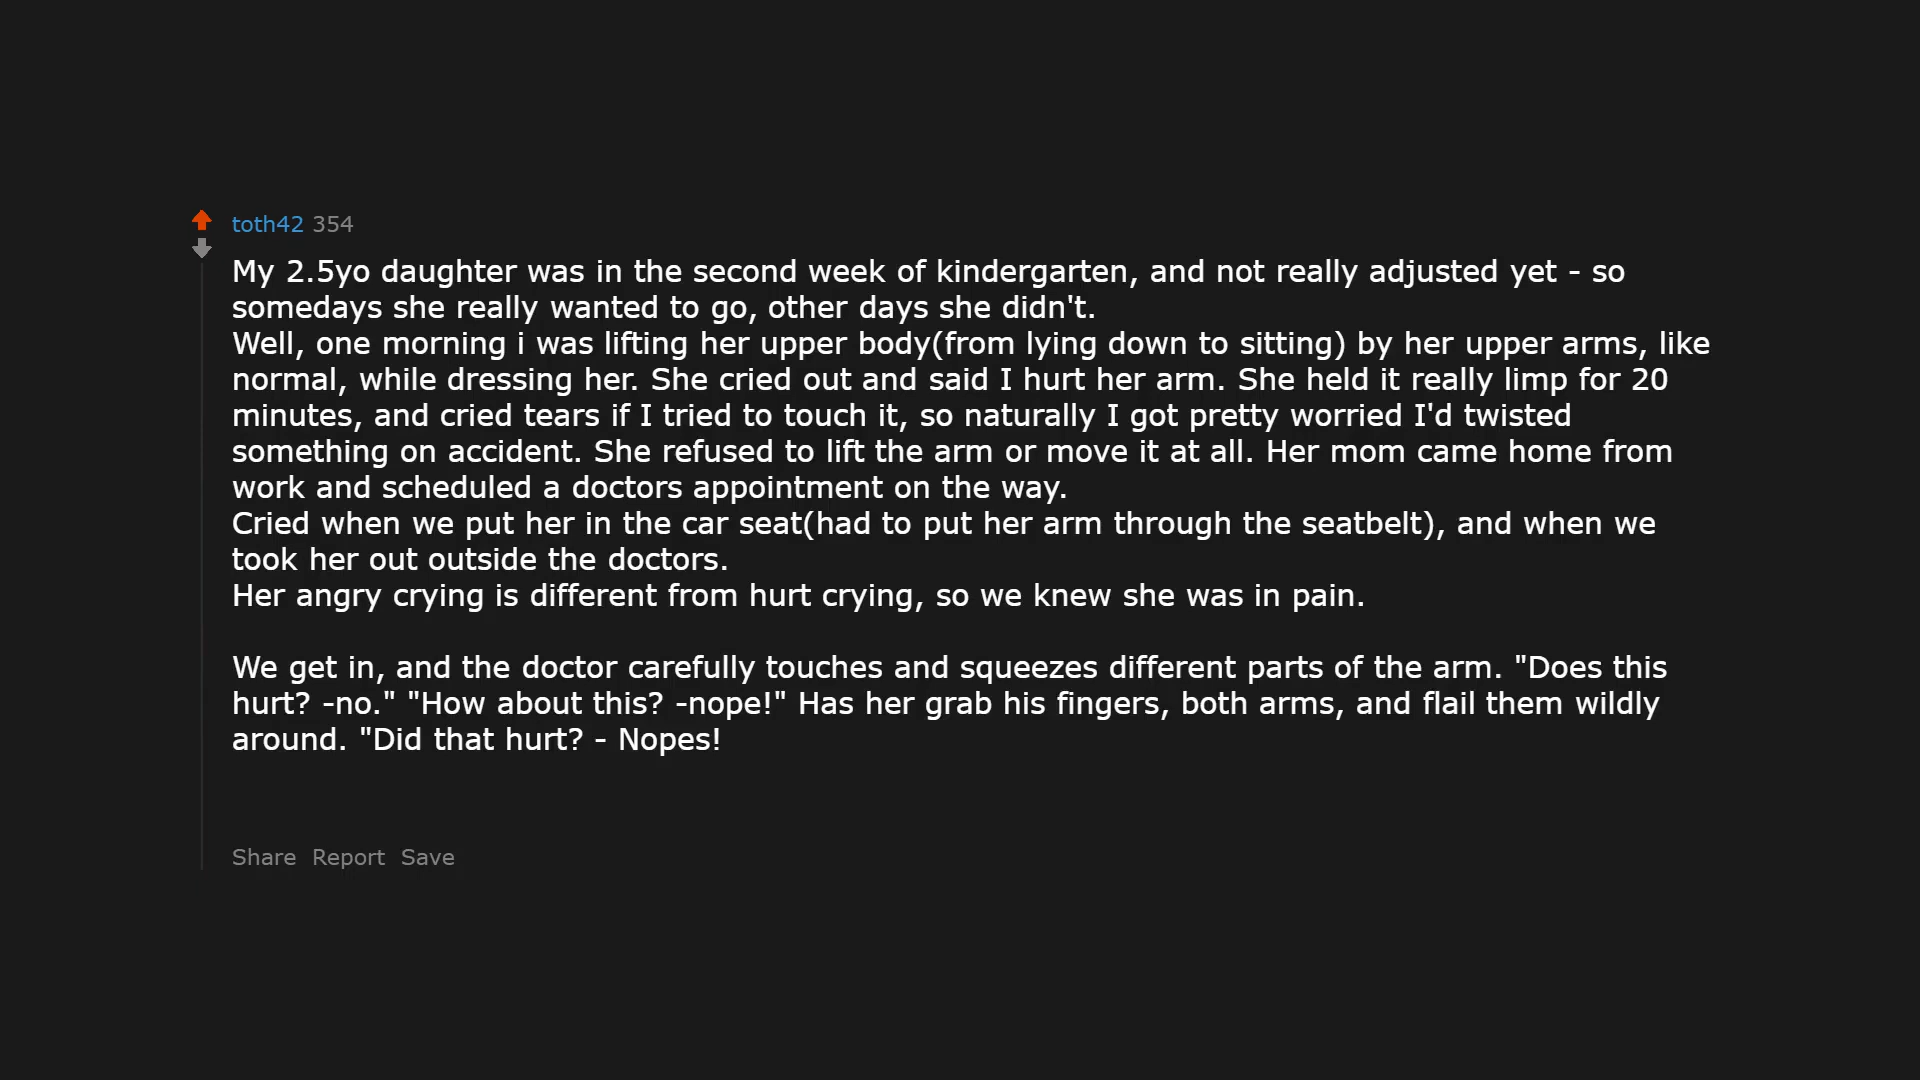 toth42 354
My 2.5yo daughter was in the second week of kindergarten, and not really adjusted yet - so
somedays she really wanted to go, other days she didn't.
Well, one morning i was lifting her upper body(from lying down to sitting) by her upper arms, like
normal, while dressing her. She cried out and said I hurt her arm. She held it really limp for 20
minutes, and cried tears if I tried to touch it, so naturally I got pretty worried I'd twisted
something on accident. She refused to lift the arm or move it at all. Her mom came home from
work and scheduled a doctors appointment on the way.
Cried when we put her in the car seat(had to put her arm through the seatbelt), and when we
took her out outside the doctors.
Her angry crying is different from hurt crying, so we knew she was in pain.
We get in, and the doctor carefully touches and squeezes different parts of the arm. "Does this
hurt? -no." "How about this? -nope!" Has her grab his fingers, both arms, and flail them wildly
around. "Did that hurt? - Nopes!
Share Report Save